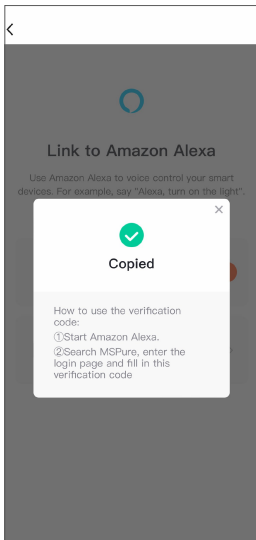 Link to Amazon Alexa
Use Amazon Alexa to voice control your smart
devices. For example, say "Alexa, turn on the light".
Copied
How to use the verification
code:
①Start Amazon Alexa.
②Search MSPure, enter the
login page and fill in this
verification code